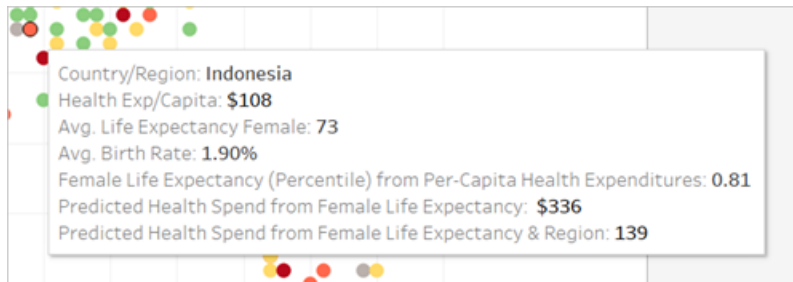 Country/Region: Indonesia
Health Exp/Capita: $108
Avg. Life Expectancy Female: 73
Avg. Birth Rate: 1.90%
Female Life Expectancy (Percentile) from Per-Capita Health Expenditures: 0.81
Predicted Health Spend from Female Life Expectancy: $336
Predicted Health Spend from Female Life Expectancy & Region: 139